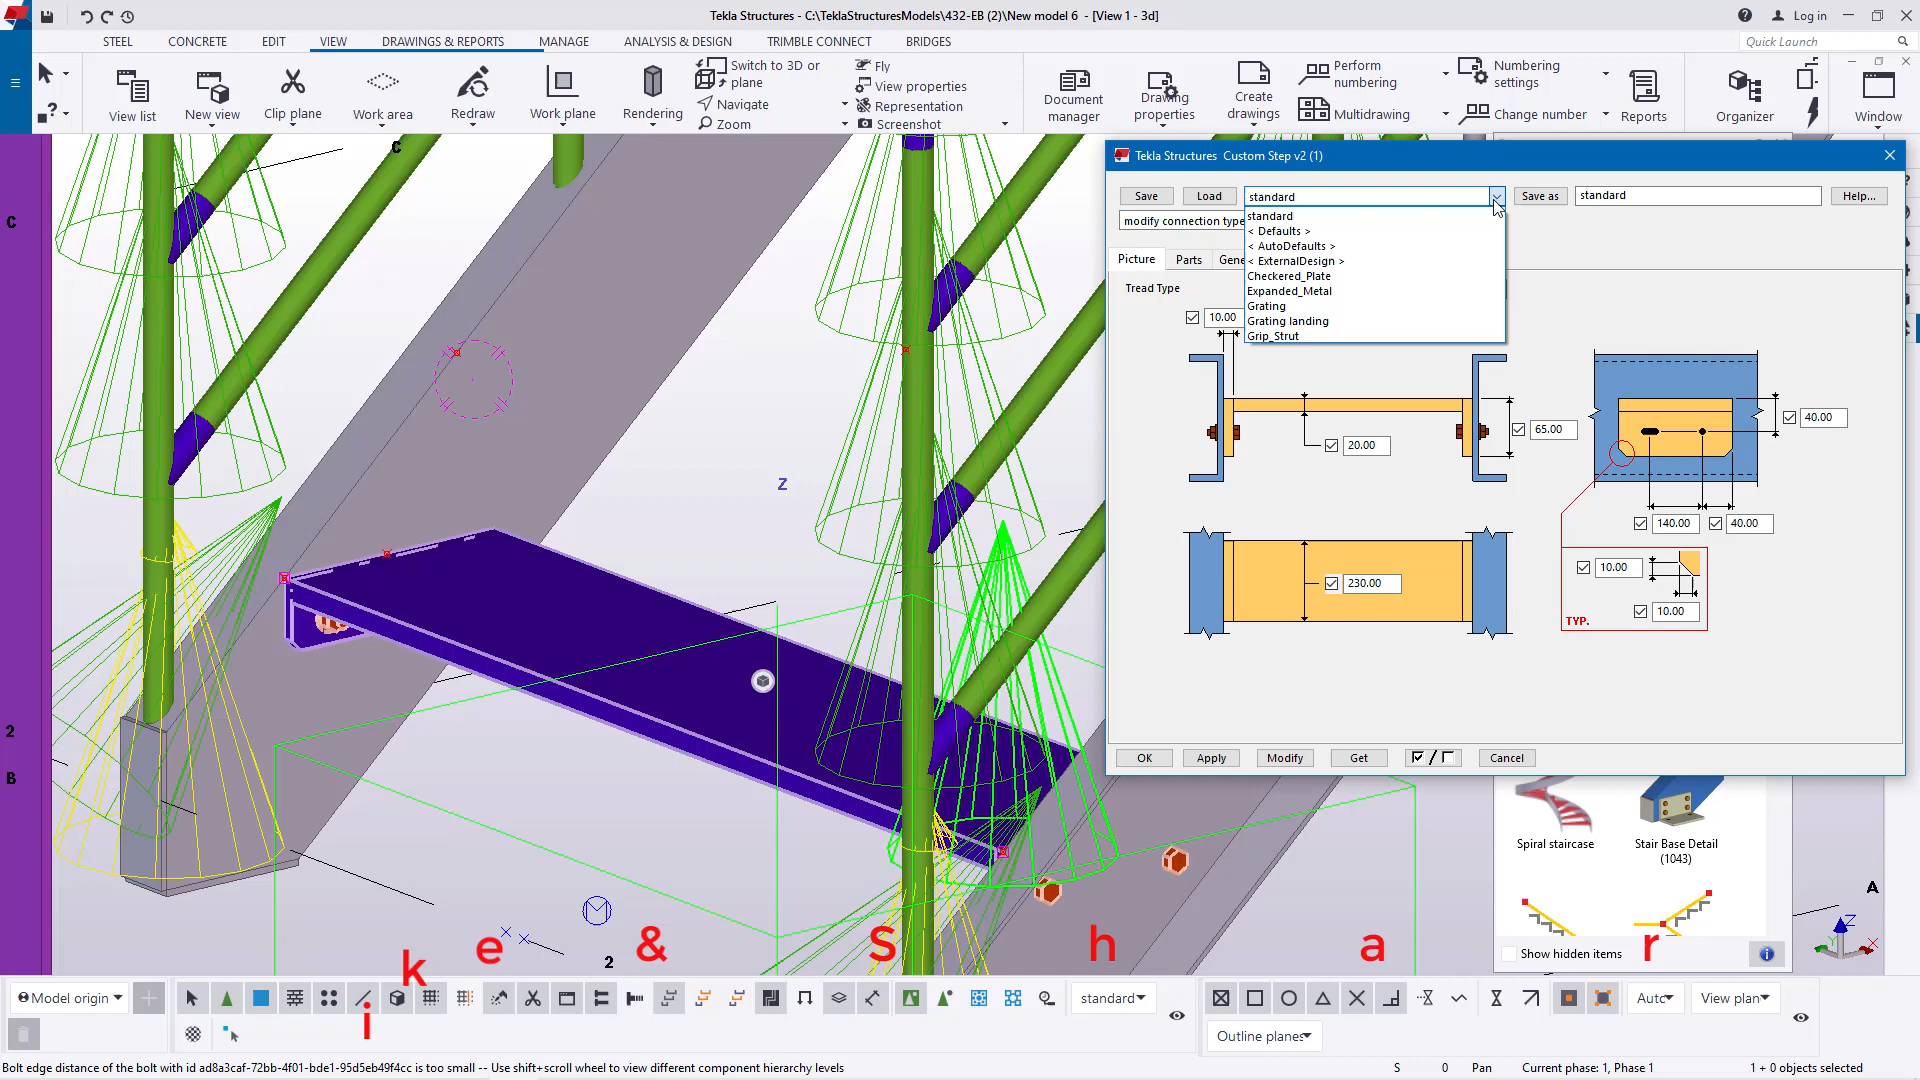 Tekla Structures - C:\TeklaStructuresModels\432-EB (2)\New model 6 - [View 1 - 3d]
Log in
STEEL CONCRETE EDIT VIEW DRAWINGS & REPORTS MANAGE ANALYSIS & DESIGN TRIMBLE CONNECT BRIDGES
Quick Launch
View list
New view
Clip plane
Work area
Redraw
Work plane
Rendering
Switch to 3D or plane
Navigate
Zoom
Fly
View properties
Representation
Screenshot
Document manager
Drawing properties
Create drawings
Perform numbering
Multidrawing
Numbering settings
Change number
Reports
Organizer
Window
Tekla Structures Custom Step v2 (1)
Save
Load
standard
Save as
standard
Help...
modify connection type
standard
< Defaults >
< AutoDefaults >
< ExternalDesign >
Checkered_Plate
Expanded_Metal
Grating
Grating landing
Grip_Strut
Picture Parts Gene
Tread Type
10.00
20.00
65.00
40.00
140.00
40.00
230.00
10.00
10.00
TYP.
OK
Apply
Modify
Get
/
Cancel
Spiral staircase
Stair Base Detail (1043)
Show hidden items
C
C
2
B
Z
2
A
Z
X
i k e & S h a r
Model origin
standard
Auto
View plan
Outline planes
Bolt edge distance of the bolt with id ad8a3caf-72bb-4f01-bde1-95d5eb49f4cc is too small -- Use shift+scroll wheel to view different component hierarchy levels
S 0 Pan Current phase: 1, Phase 1 1 + 0 objects selected